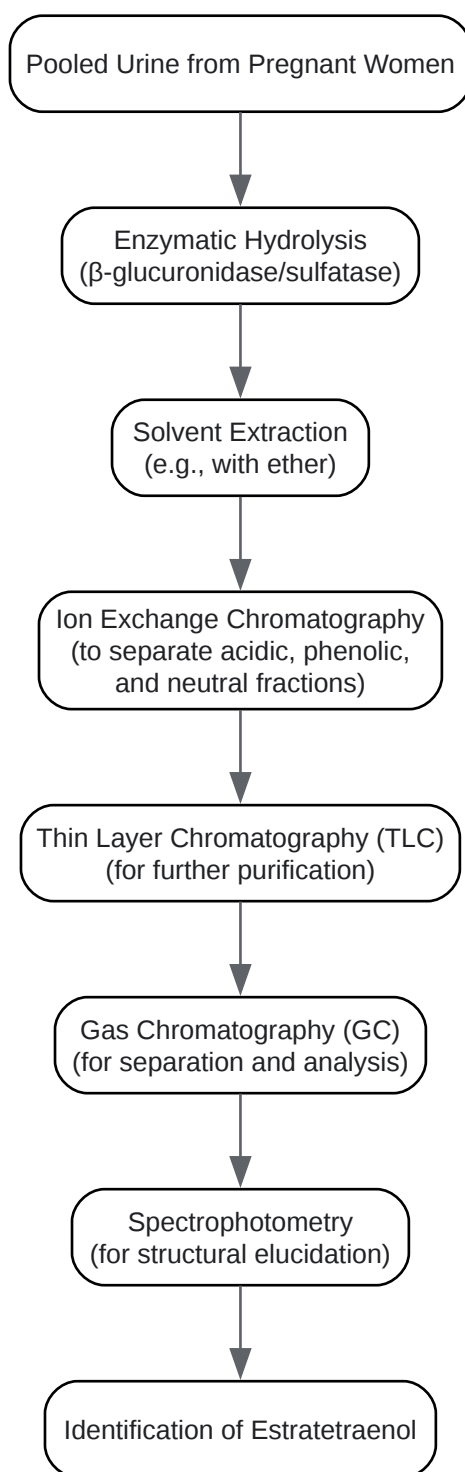 Pooled Urine from Pregnant Women
Enzymatic Hydrolysis
(β-glucuronidase/sulfatase)
Solvent Extraction
(e.g., with ether)
Ion Exchange Chromatography
(to separate acidic, phenolic,
and neutral fractions)
Thin Layer Chromatography (TLC)
(for further purification)
Gas Chromatography (GC)
(for separation and analysis)
Spectrophotometry
(for structural elucidation)
Identification of Estratetraenol